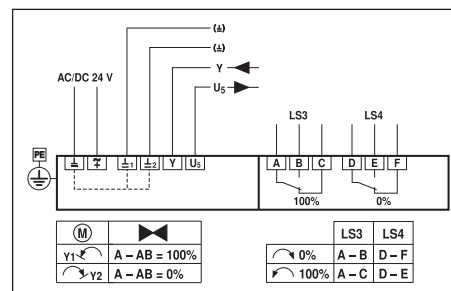 (⊥)
(⊥)
Y
U5
AC/DC 24 V
LS3 LS4
PE
⊥ ≂ ⊥1 ⊥2 Y U5
A B C D E F
100% 0%
M
Y1 A – AB = 100%
Y2 A – AB = 0%
LS3 LS4
0% A – B D – F
100% A – C D – E